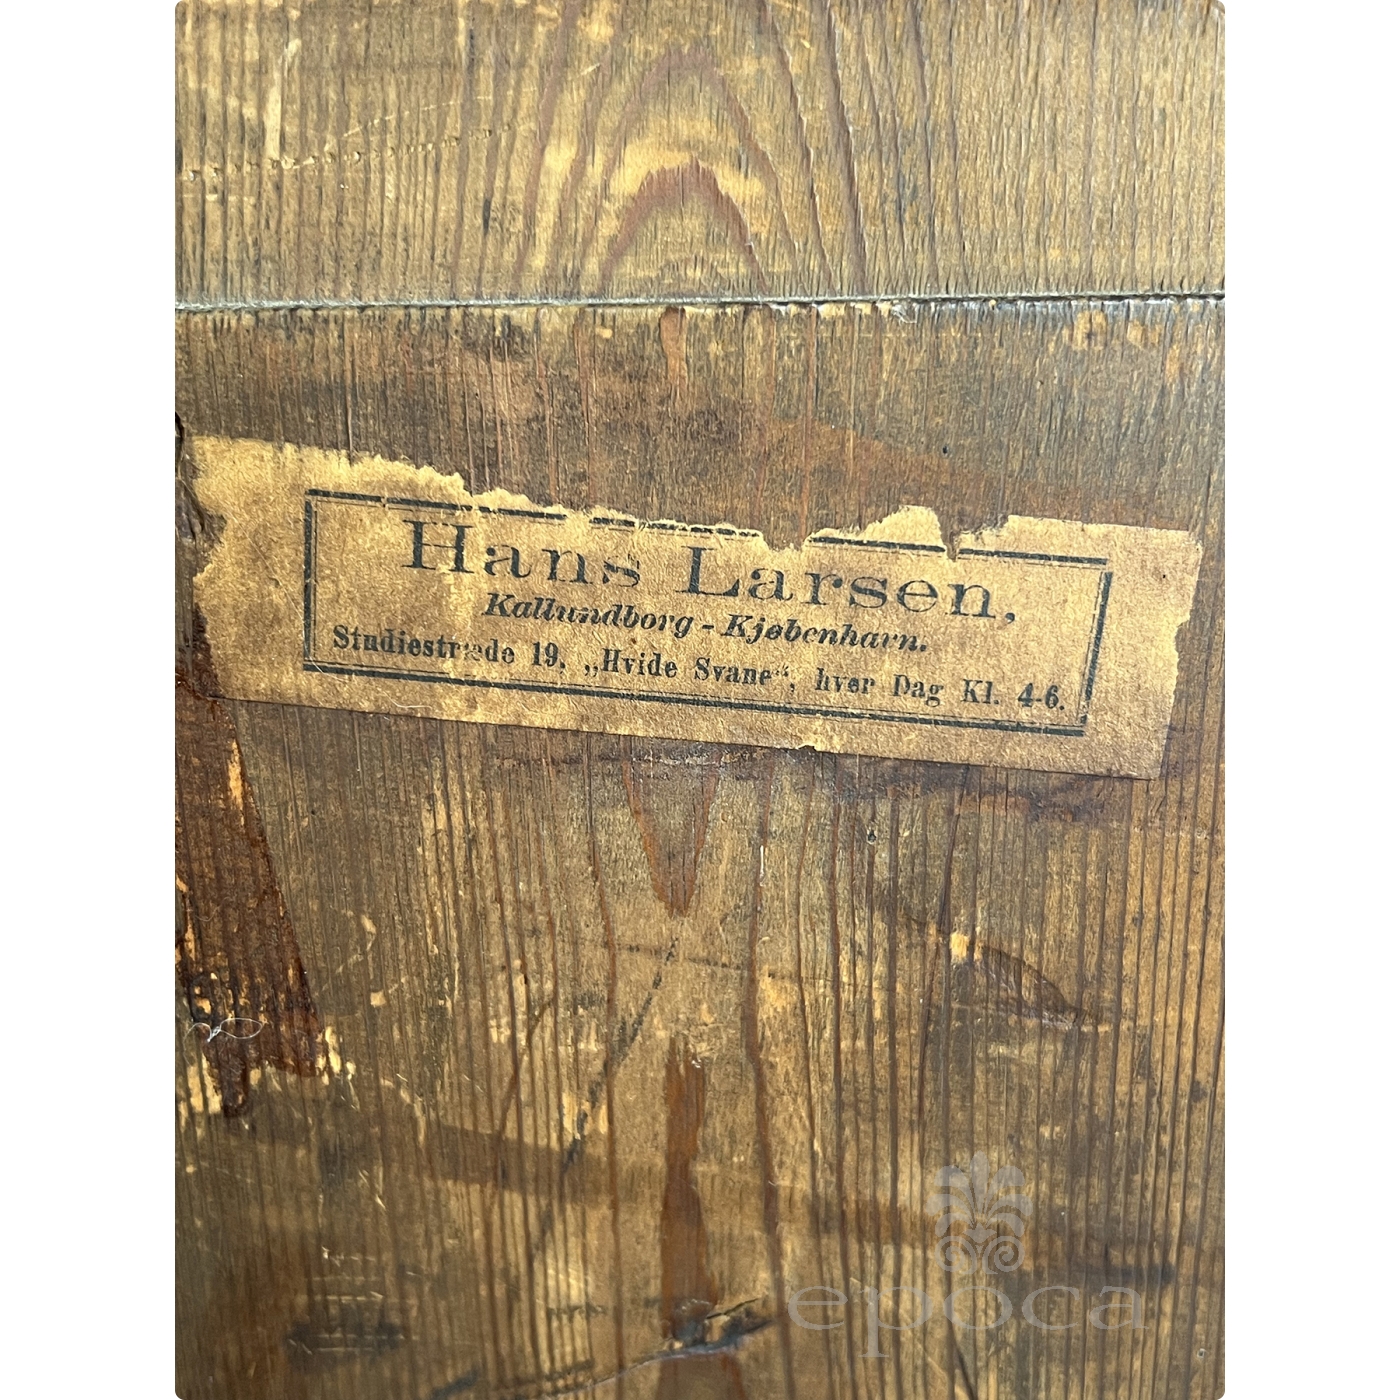 Hans Larsen,
Kallundborg - Kjøbenhavn.
Studiestræde 19, „Hvide Svane“, hver Dag Kl. 4-6.
epoca